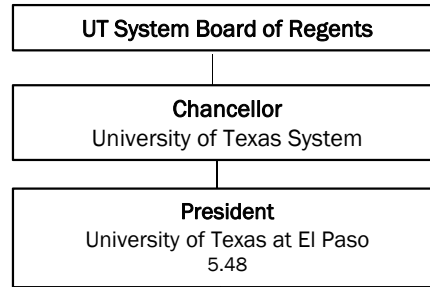 UT System Board of Regents
Chancellor
University of Texas System
President
University of Texas at El Paso
5.48